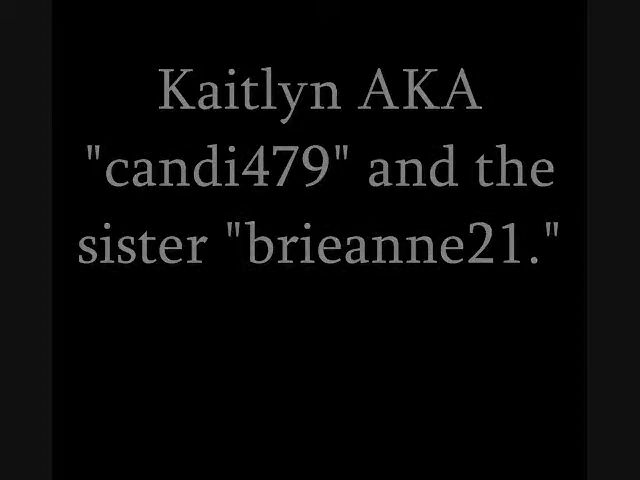 Kaitlyn AKA
"candi479" and the
sister "brieanne21."